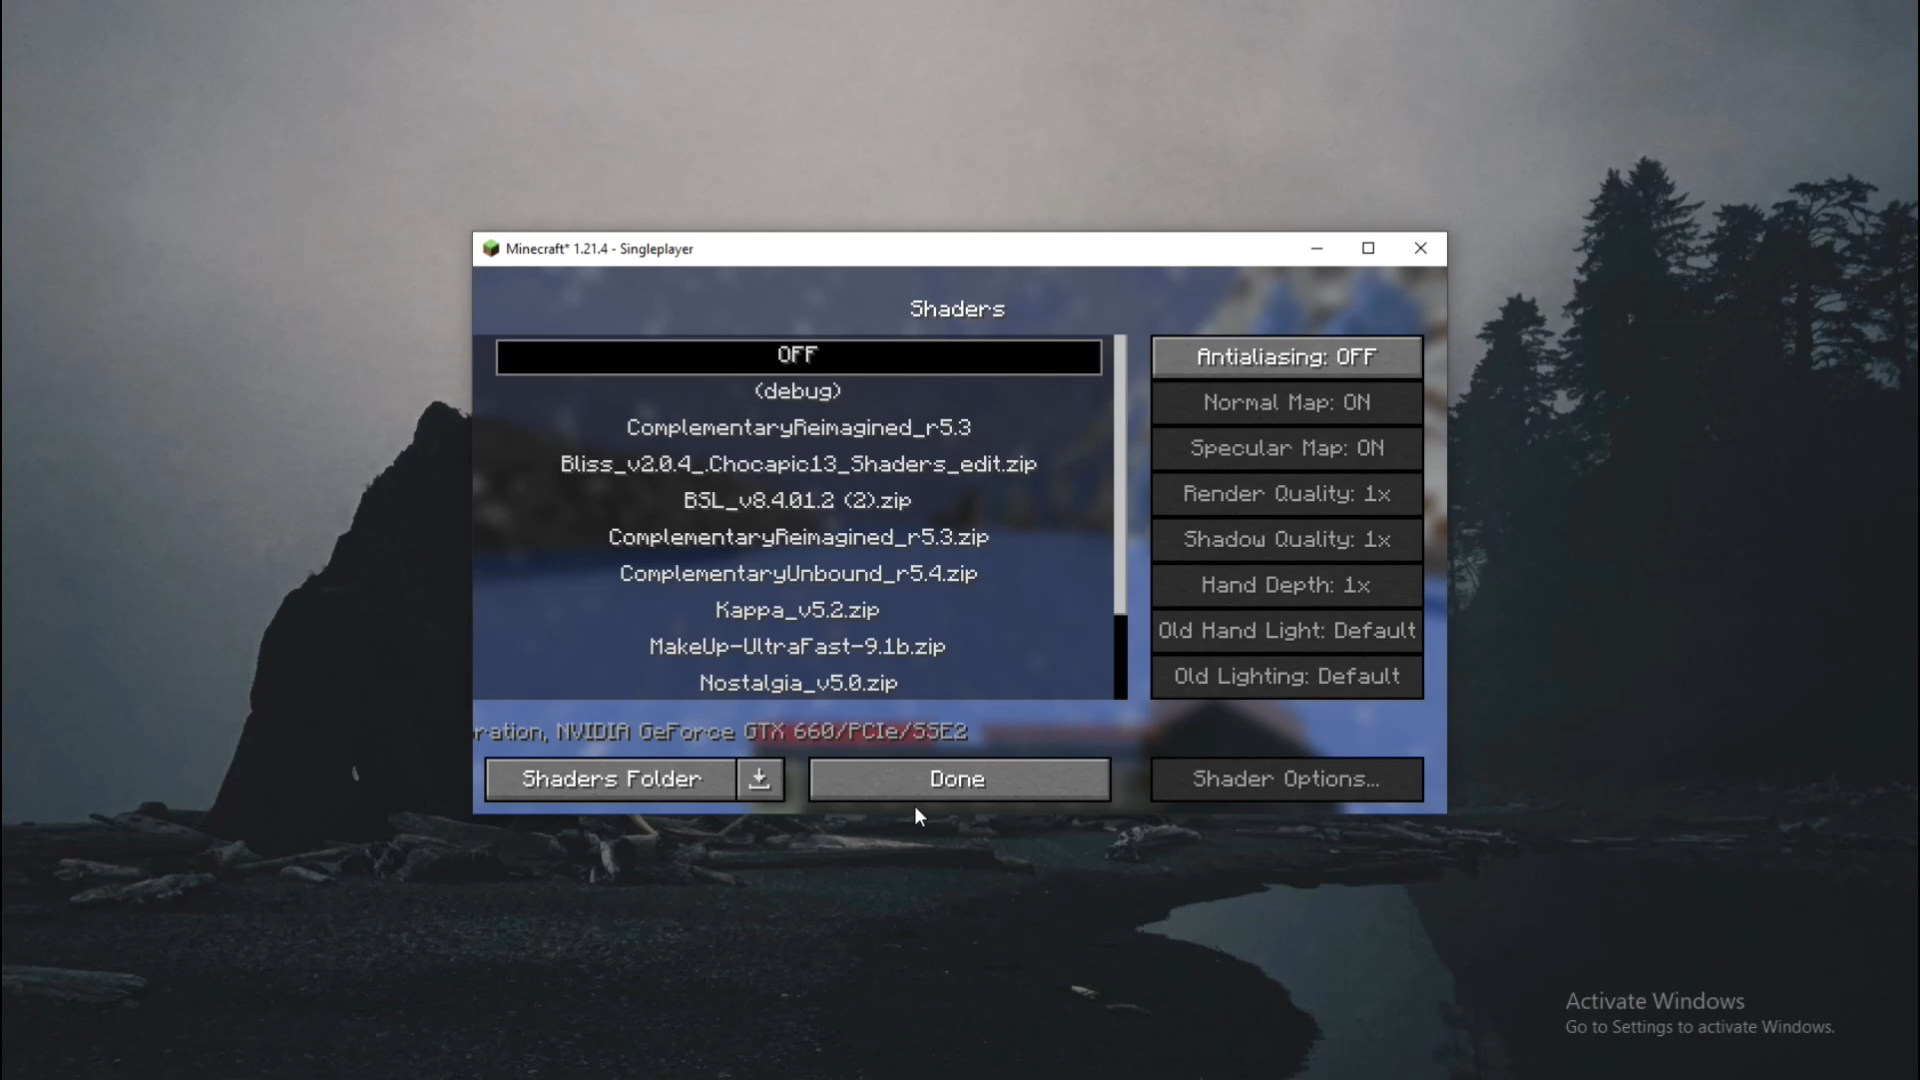 Minecraft* 1.21.4 - Singleplayer
Shaders
OFF
(debug)
ComplementaryReimagined_r5.3
Bliss_v2.0.4_.Chocapic13_Shaders_edit.zip
BSL_v8.4.01.2 (2).zip
ComplementaryReimagined_r5.3.zip
ComplementaryUnbound_r5.4.zip
Kappa_v5.2.zip
MakeUp-UltraFast-9.1b.zip
Nostalgia_v5.0.zip
Antialiasing: OFF
Normal Map: ON
Specular Map: ON
Render Quality: 1x
Shadow Quality: 1x
Hand Depth: 1x
Old Hand Light: Default
Old Lighting: Default
ration, NVIDIA GeForce GTX 660/PCIe/SSE2
Shaders Folder
Done
Shader Options...
Activate Windows
Go to Settings to activate Windows.